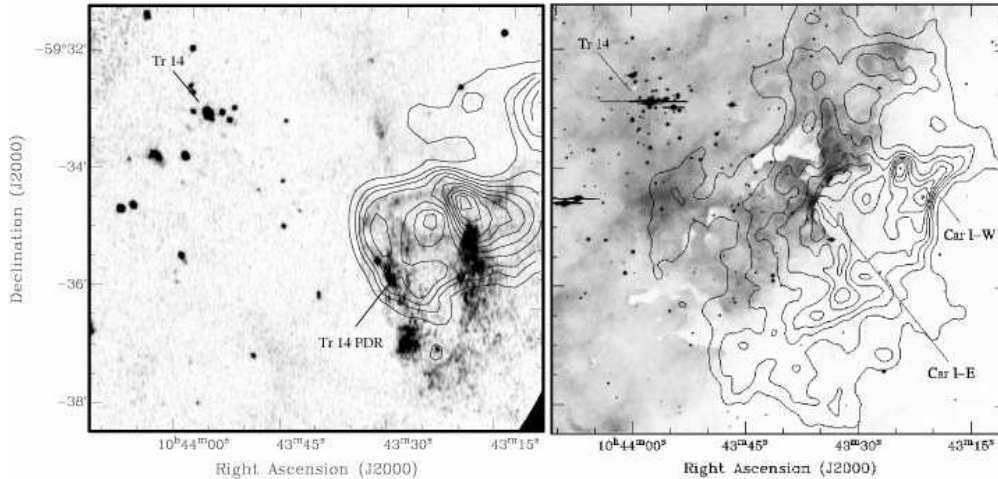 -59°32'
-34'
-36'
-38'
Declination (J2000)
Tr 14
Tr 14 PDR
10ʰ44ᵐ00ˢ
43ᵐ45ˢ
43ᵐ30ˢ
43ᵐ15ˢ
Right Ascension (J2000)
Tr 14
Car I-W
Car I-E
10ʰ44ᵐ00ˢ
43ᵐ45ˢ
43ᵐ30ˢ
43ᵐ15ˢ
Right Ascension (J2000)